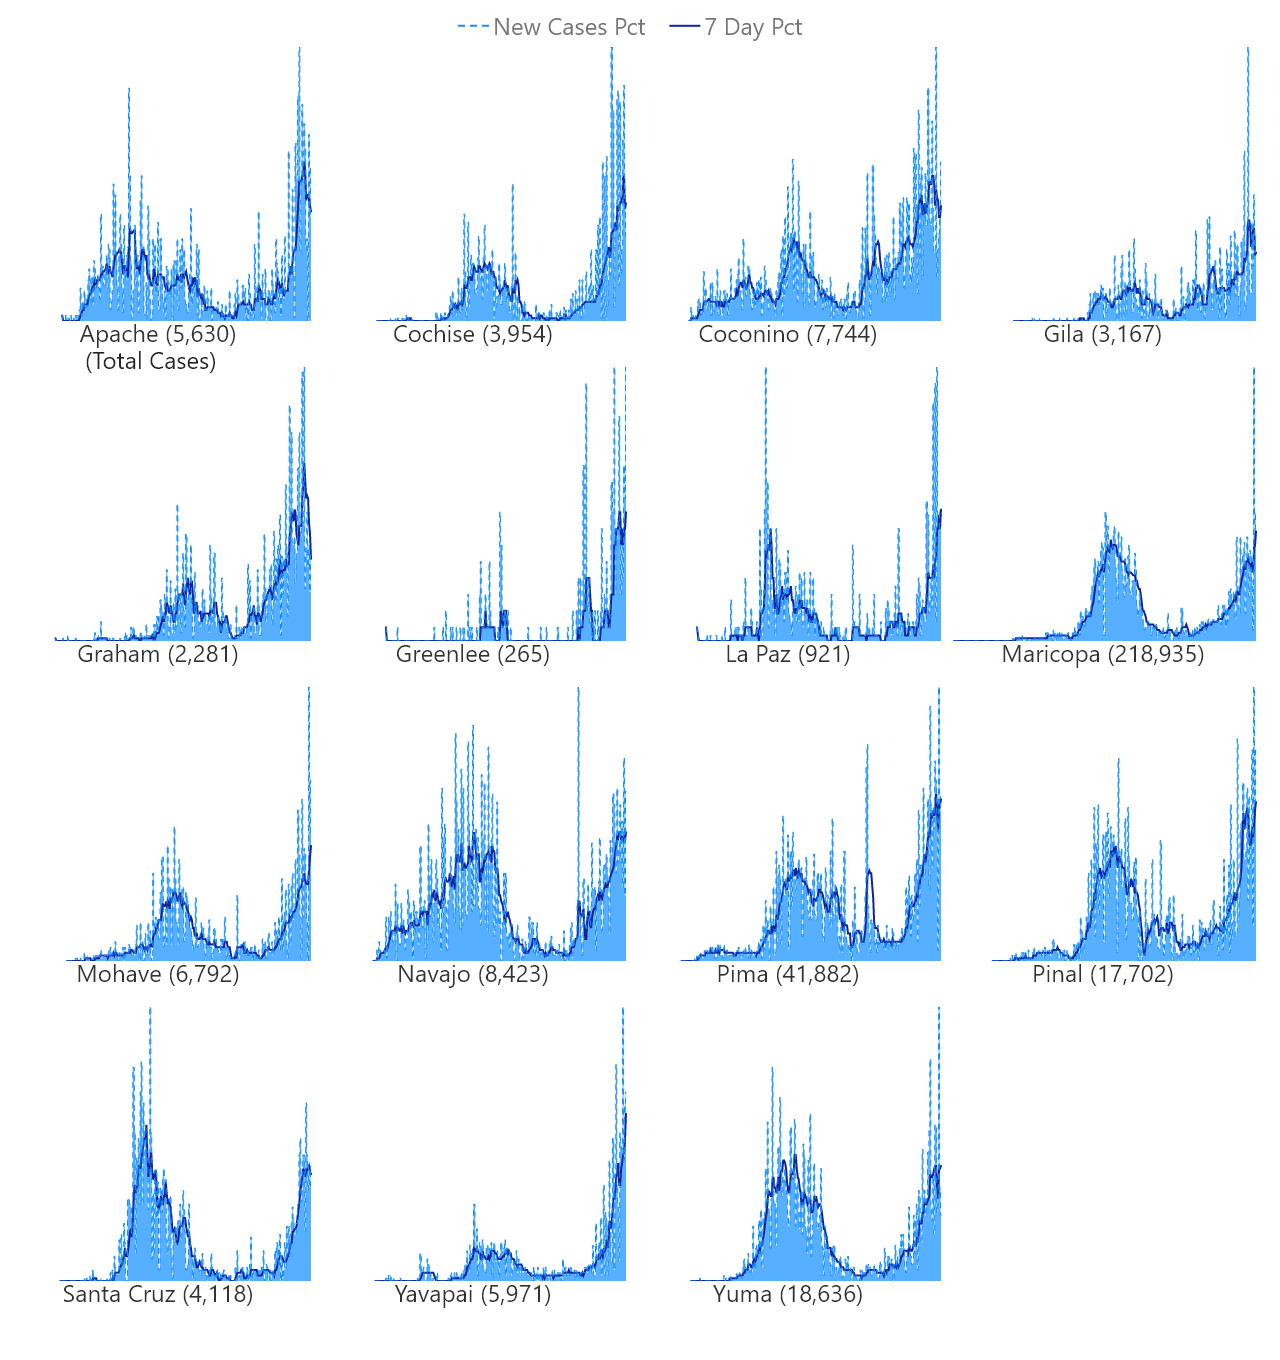 New Cases Pct 7 Day Pct
Apache (5,630) Cochise (3,954) Coconino (7,744) Gila (3,167)
(Total Cases)
Graham (2,281) Greenlee (265) La Paz (921) Maricopa (218,935)
Mohave (6,792) Navajo (8,423) Pima (41,882) Pinal (17,702)
Santa Cruz (4,118) Yavapai (5,971) Yuma (18,636)